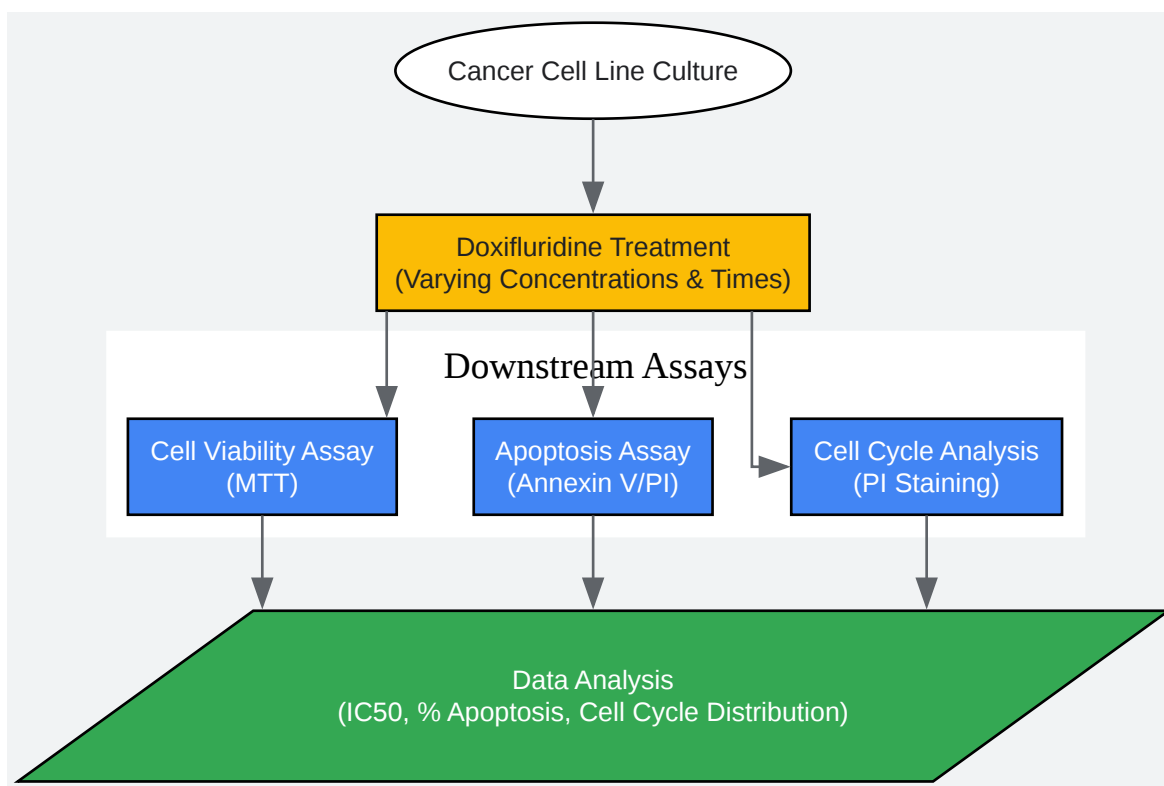 Cancer Cell Line Culture
Doxifluridine Treatment
(Varying Concentrations & Times)
Downstream Assays
Cell Viability Assay
(MTT)
Apoptosis Assay
(Annexin V/PI)
Cell Cycle Analysis
(PI Staining)
Data Analysis
(IC50, % Apoptosis, Cell Cycle Distribution)